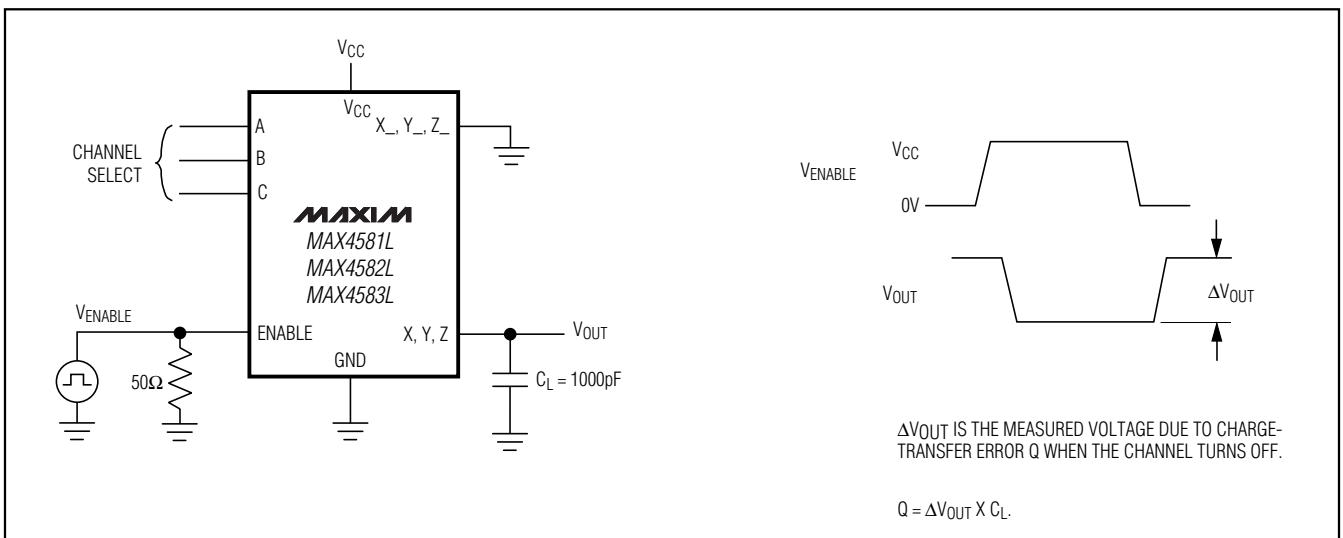 VCC
VCC
A
X_, Y_, Z_
CHANNEL
SELECT
B
C
MAXIM
MAX4581L
MAX4582L
MAX4583L
VENABLE
ENABLE
X, Y, Z
VOUT
GND
50Ω
CL = 1000pF
VENABLE
VCC
0V
VOUT
ΔVOUT
ΔVOUT IS THE MEASURED VOLTAGE DUE TO CHARGE-
TRANSFER ERROR Q WHEN THE CHANNEL TURNS OFF.
Q = ΔVOUT X CL.